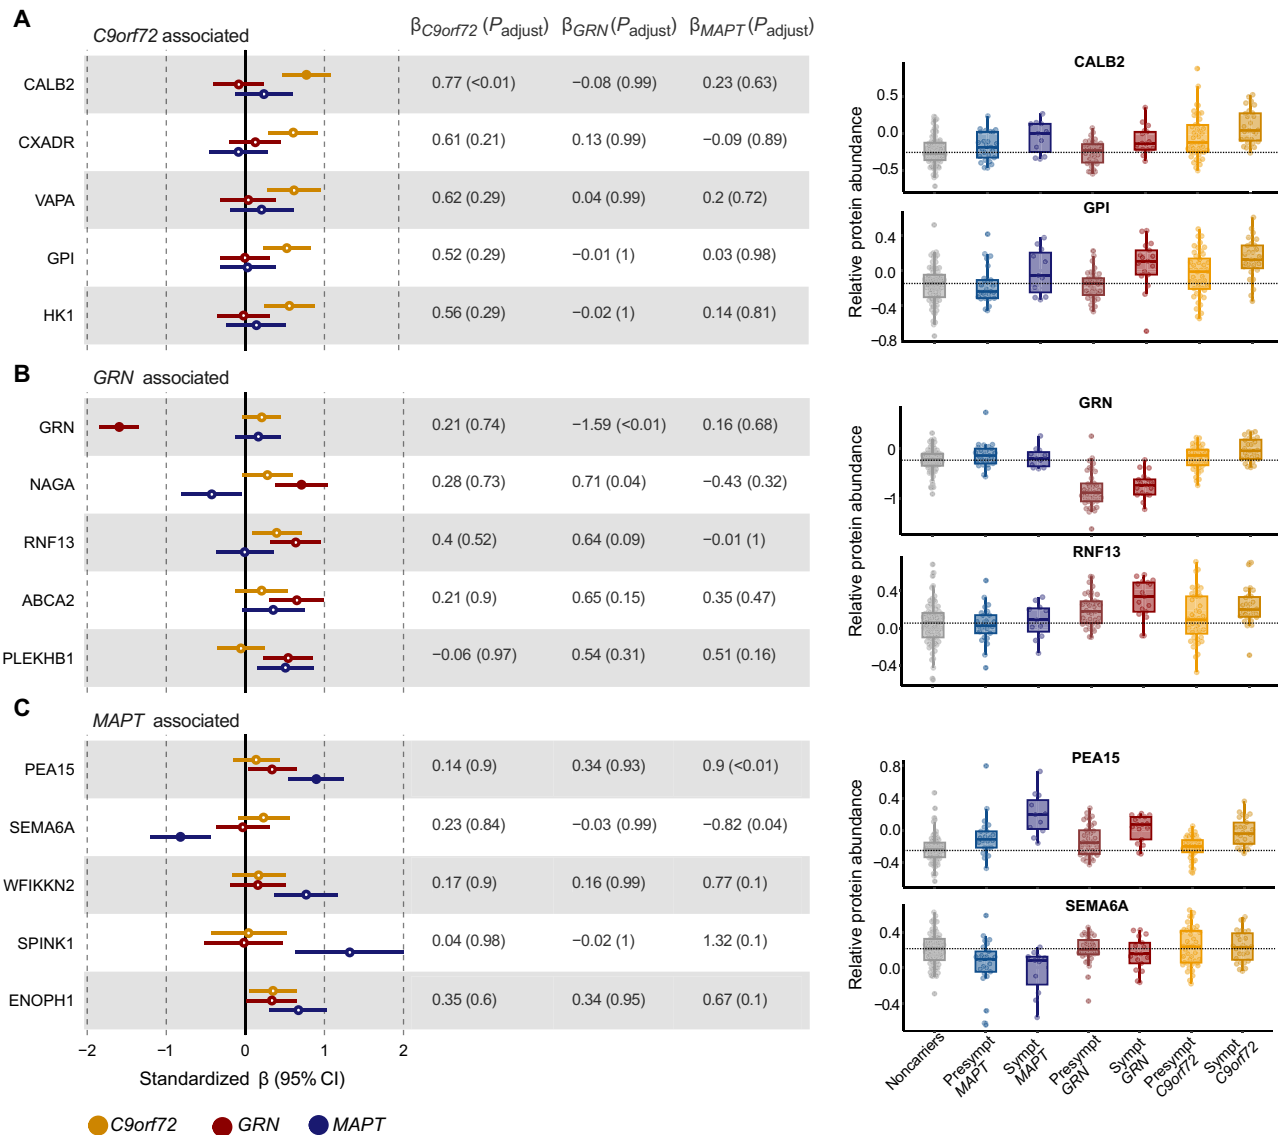 A
C9orf72 associated
βC9orf72 (Padjust) βGRN (Padjust) βMAPT (Padjust)
CALB2 0.77 (<0.01) −0.08 (0.99) 0.23 (0.63)
CXADR 0.61 (0.21) 0.13 (0.99) −0.09 (0.89)
VAPA 0.62 (0.29) 0.04 (0.99) 0.2 (0.72)
GPI 0.52 (0.29) −0.01 (1) 0.03 (0.98)
HK1 0.56 (0.29) −0.02 (1) 0.14 (0.81)
Relative protein abundance
CALB2
0.5
0.0
−0.5
GPI
0.4
0.0
−0.4
−0.8
B
GRN associated
GRN 0.21 (0.74) −1.59 (<0.01) 0.16 (0.68)
NAGA 0.28 (0.73) 0.71 (0.04) −0.43 (0.32)
RNF13 0.4 (0.52) 0.64 (0.09) −0.01 (1)
ABCA2 0.21 (0.9) 0.65 (0.15) 0.35 (0.47)
PLEKHB1 −0.06 (0.97) 0.54 (0.31) 0.51 (0.16)
Relative protein abundance
GRN
0
−1
RNF13
0.4
0.0
−0.4
C
MAPT associated
PEA15 0.14 (0.9) 0.34 (0.93) 0.9 (<0.01)
SEMA6A 0.23 (0.84) −0.03 (0.99) −0.82 (0.04)
WFIKKN2 0.17 (0.9) 0.16 (0.99) 0.77 (0.1)
SPINK1 0.04 (0.98) −0.02 (1) 1.32 (0.1)
ENOPH1 0.35 (0.6) 0.34 (0.95) 0.67 (0.1)
−2 −1 0 1 2
Standardized β (95% CI)
C9orf72 GRN MAPT
Relative protein abundance
PEA15
0.8
0.4
0.0
−0.4
SEMA6A
0.4
0.0
−0.4
Noncarriers
Presympt
MAPT
Sympt
MAPT
Presympt
GRN
Sympt
GRN
Presympt
C9orf72
Sympt
C9orf72